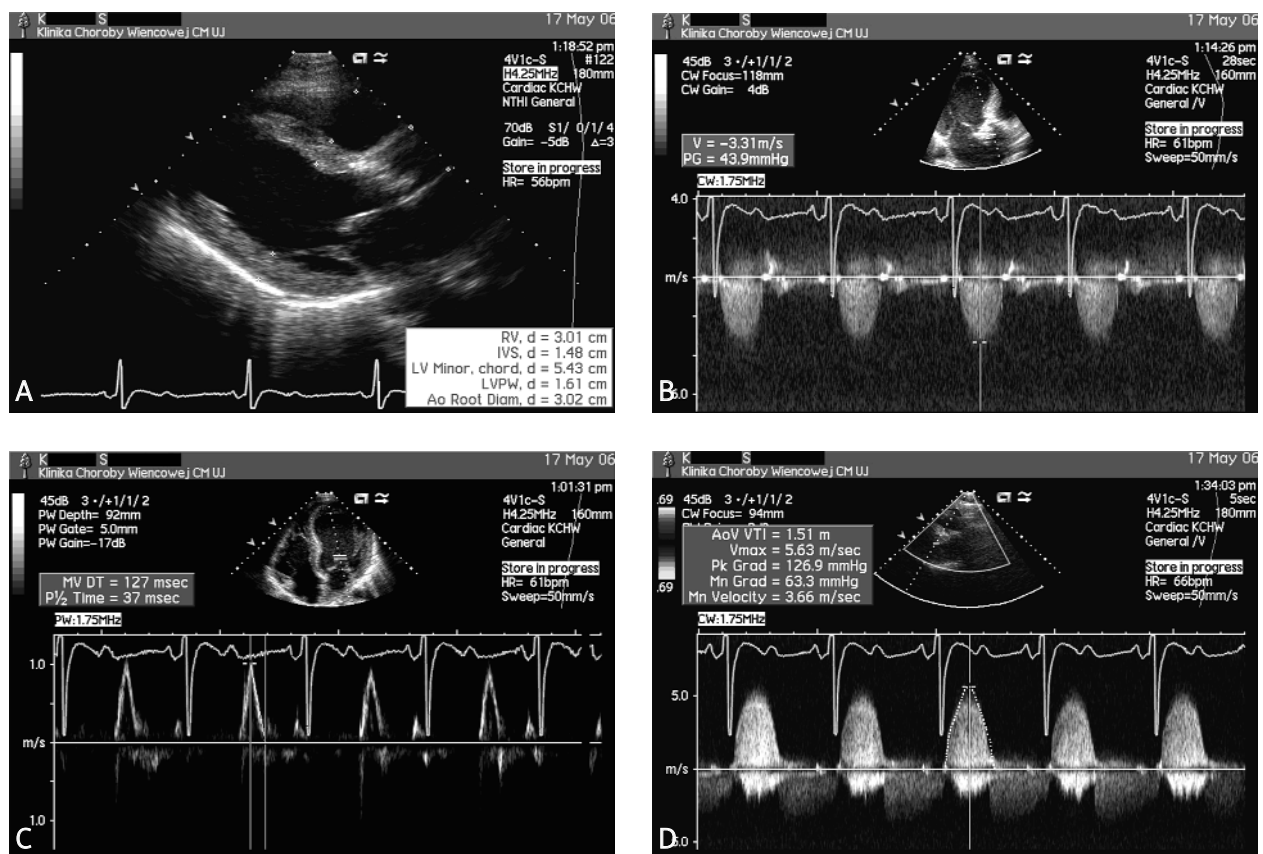 K S 17 May 06
Klinika Choroby Wiencowej CM UJ
1:18:52 pm
4V1c-S #122
H4.25MHz 180mm
Cardiac KCHW
NTHI General
70dB S1/ 0/1/4
Gain= -5dB Δ=3
Store in progress
HR= 56bpm
RV, d = 3.01 cm
IVS, d = 1.48 cm
LV Minor, chord, d = 5.43 cm
LVPW, d = 1.61 cm
Ao Root Diam, d = 3.02 cm
A
K S 17 May 06
Klinika Choroby Wiencowej CM UJ
1:14:26 pm
45dB 3 •/+1/1/2
CW Focus=118mm
CW Gain= 4dB
4V1c-S 28sec
H4.25MHz 160mm
Cardiac KCHW
General /V
Store in progress
HR= 61bpm
Sweep=50mm/s
V = -3.31m/s
PG = 43.9mmHg
CW:1.75MHz
4.0
m/s
B
K S 17 May 06
Klinika Choroby Wiencowej CM UJ
1:01:31 pm
45dB 3 •/+1/1/2
PW Depth= 92mm
PW Gate= 5.0mm
PW Gain=-17dB
4V1c-S
H4.25MHz 160mm
Cardiac KCHW
General
Store in progress
HR= 61bpm
Sweep=50mm/s
MV DT = 127 msec
P½ Time = 37 msec
PW:1.75MHz
1.0
m/s
1.0
C
K S 17 May 06
Klinika Choroby Wiencowej CM UJ
1:34:03 pm
.69
45dB 3 •/+1/1/2
CW Focus= 94mm
4V1c-S 5sec
H4.25MHz 180mm
Cardiac KCHW
General /V
Store in progress
HR= 66bpm
Sweep=50mm/s
AoV VTI = 1.51 m
Vmax = 5.63 m/sec
Pk Grad = 126.9 mmHg
Mn Grad = 63.3 mmHg
Mn Velocity = 3.66 m/sec
.69
CW:1.75MHz
5.0
m/s
D